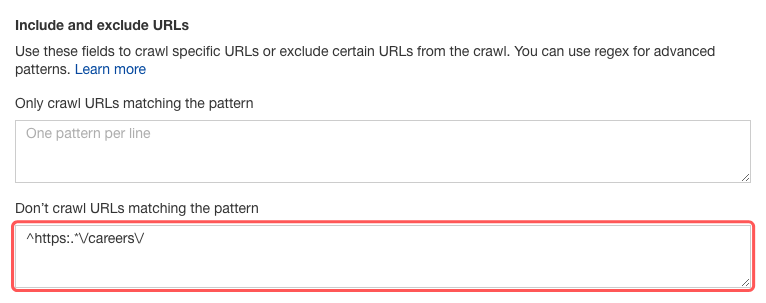 Include and exclude URLs
Use these fields to crawl specific URLs or exclude certain URLs from the crawl. You can use regex for advanced
patterns. Learn more
Only crawl URLs matching the pattern
One pattern per line
Don’t crawl URLs matching the pattern
^https:.*\/careers\/